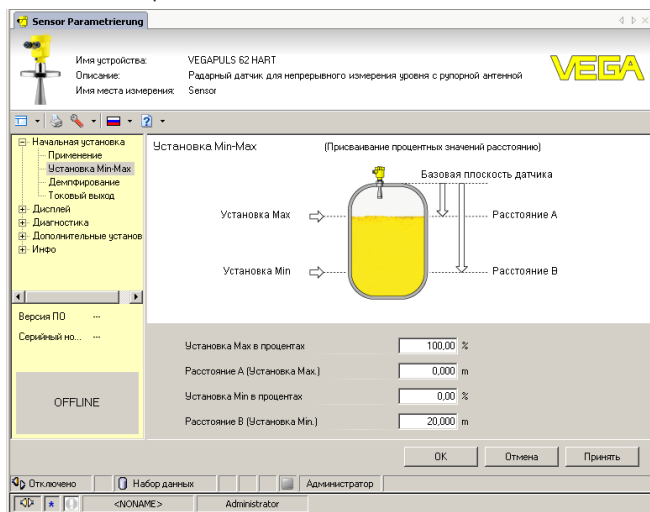 Sensor Parametrierung
Имя устройства: VEGAPULS 62 HART
Описание: Радарный датчик для непрерывного измерения уровня с рупорной антенной
Имя места измерения: Sensor
VEGA
Начальная установка
Применение
Установка Min-Max
Демпфирование
Токовый выход
Дисплей
Диагностика
Дополнительные установ
Инфо
Версия ПО ---
Серийный но... ---
OFFLINE
Установка Min-Max (Присваивание процентных значений расстоянию)
Базовая плоскость датчика
Установка Max
Расстояние A
Установка Min
Расстояние B
Установка Max в процентах 100,00 %
Расстояние A (Установка Max.) 0,000 m
Установка Min в процентах 0,00 %
Расстояние B (Установка Min.) 20,000 m
OK Отмена Принять
Отключено Набор данных Администратор
<NONAME> Administrator